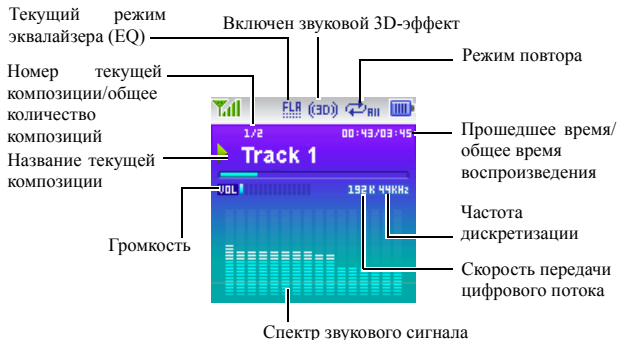 Текущий режим
эквалайзера (EQ)
Включен звуковой 3D-эффект
Режим повтора
Номер текущей
композиции/общее
количество
композиций
Название текущей
композиции
Громкость
FLA ((3D)) All
1/2 00:43/03:45
Track 1
VOL 192K 44KHz
Прошедшее время/
общее время
воспроизведения
Частота
дискретизации
Скорость передачи
цифрового потока
Спектр звукового сигнала